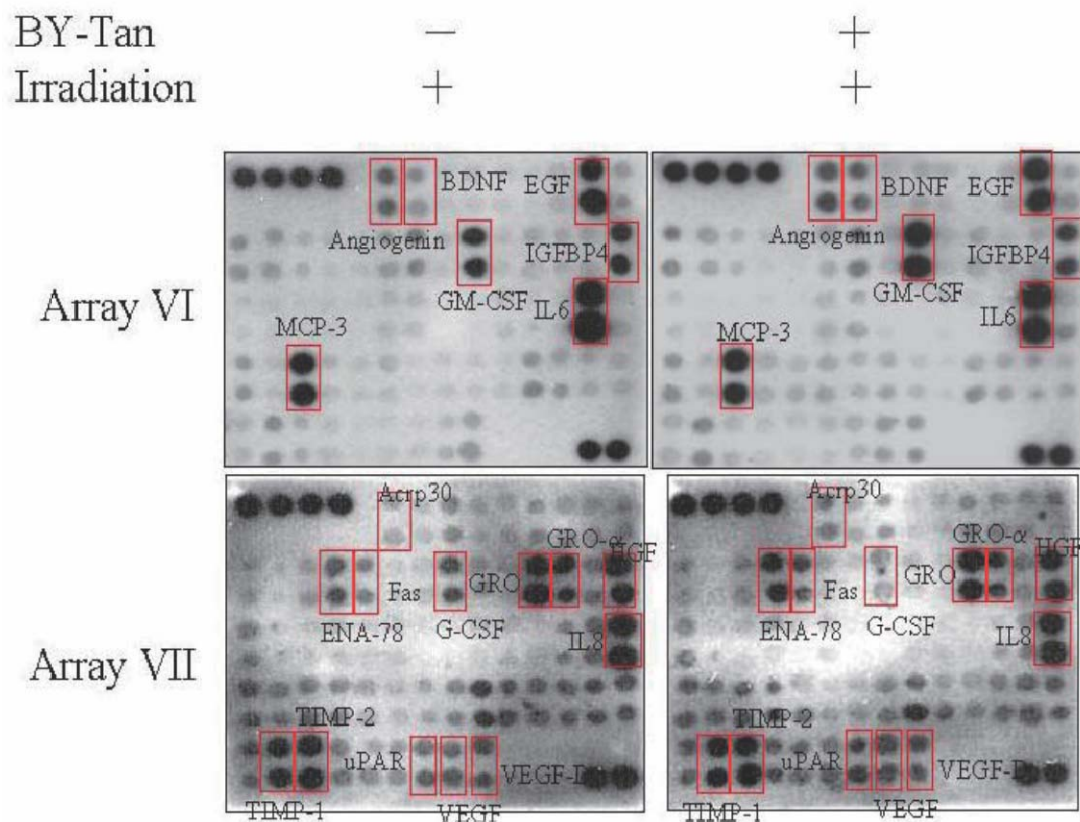 BY-Tan − +
Irradiation + +
Array VI
BDNF EGF BDNF EGF
Angiogenin IGFBP4 Angiogenin IGFBP4
GM-CSF GM-CSF
IL6 IL6
MCP-3 MCP-3
Array VII
Acrp30 Acrp30
GRO-α HGF GRO-α HGF
Fas GRO Fas GRO
ENA-78 G-CSF ENA-78 G-CSF
IL8 IL8
TIMP-2 TIMP-2
uPAR VEGF-D uPAR VEGF-D
TIMP-1 VEGF TIMP-1 VEGF